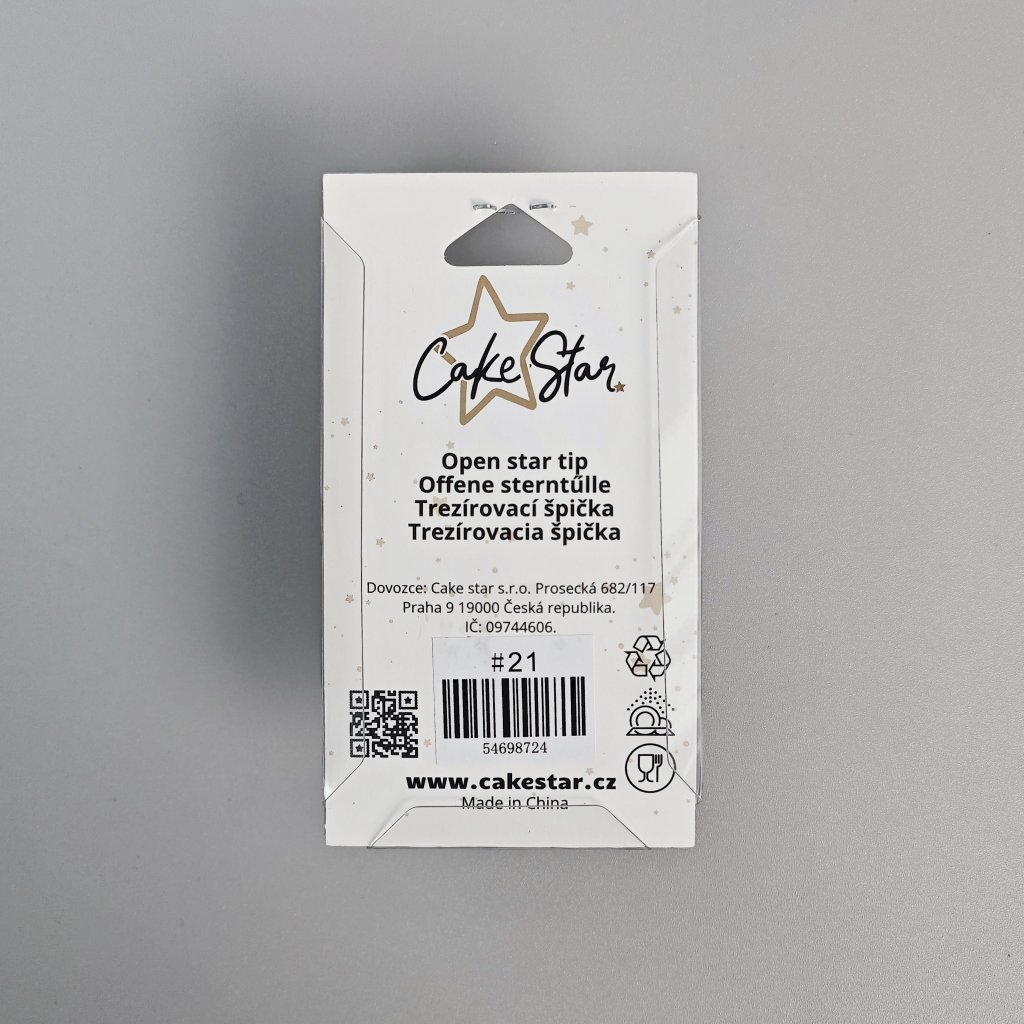 Cake Star
Open star tip
Offene sterntűlle
Trezírovací špička
Trezírovacia špička
Dovozce: Cake star s.r.o. Prosecká 682/117
Praha 9 19000 Česká republika.
IČ: 09744606.
#21
54698724
www.cakestar.cz
Made in China